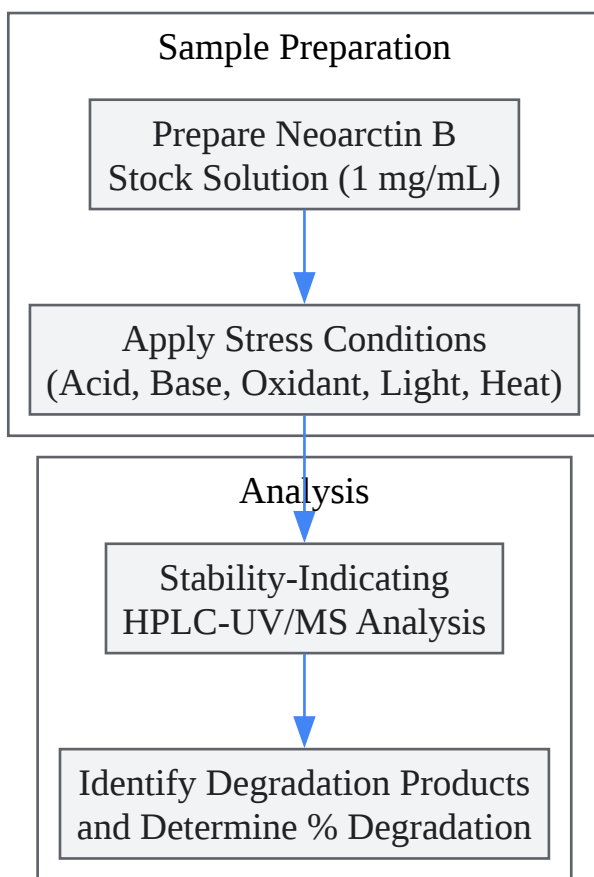 Sample Preparation
Prepare Neoarctin B
Stock Solution (1 mg/mL)
Apply Stress Conditions
(Acid, Base, Oxidant, Light, Heat)
Analysis
Stability-Indicating
HPLC-UV/MS Analysis
Identify Degradation Products
and Determine % Degradation